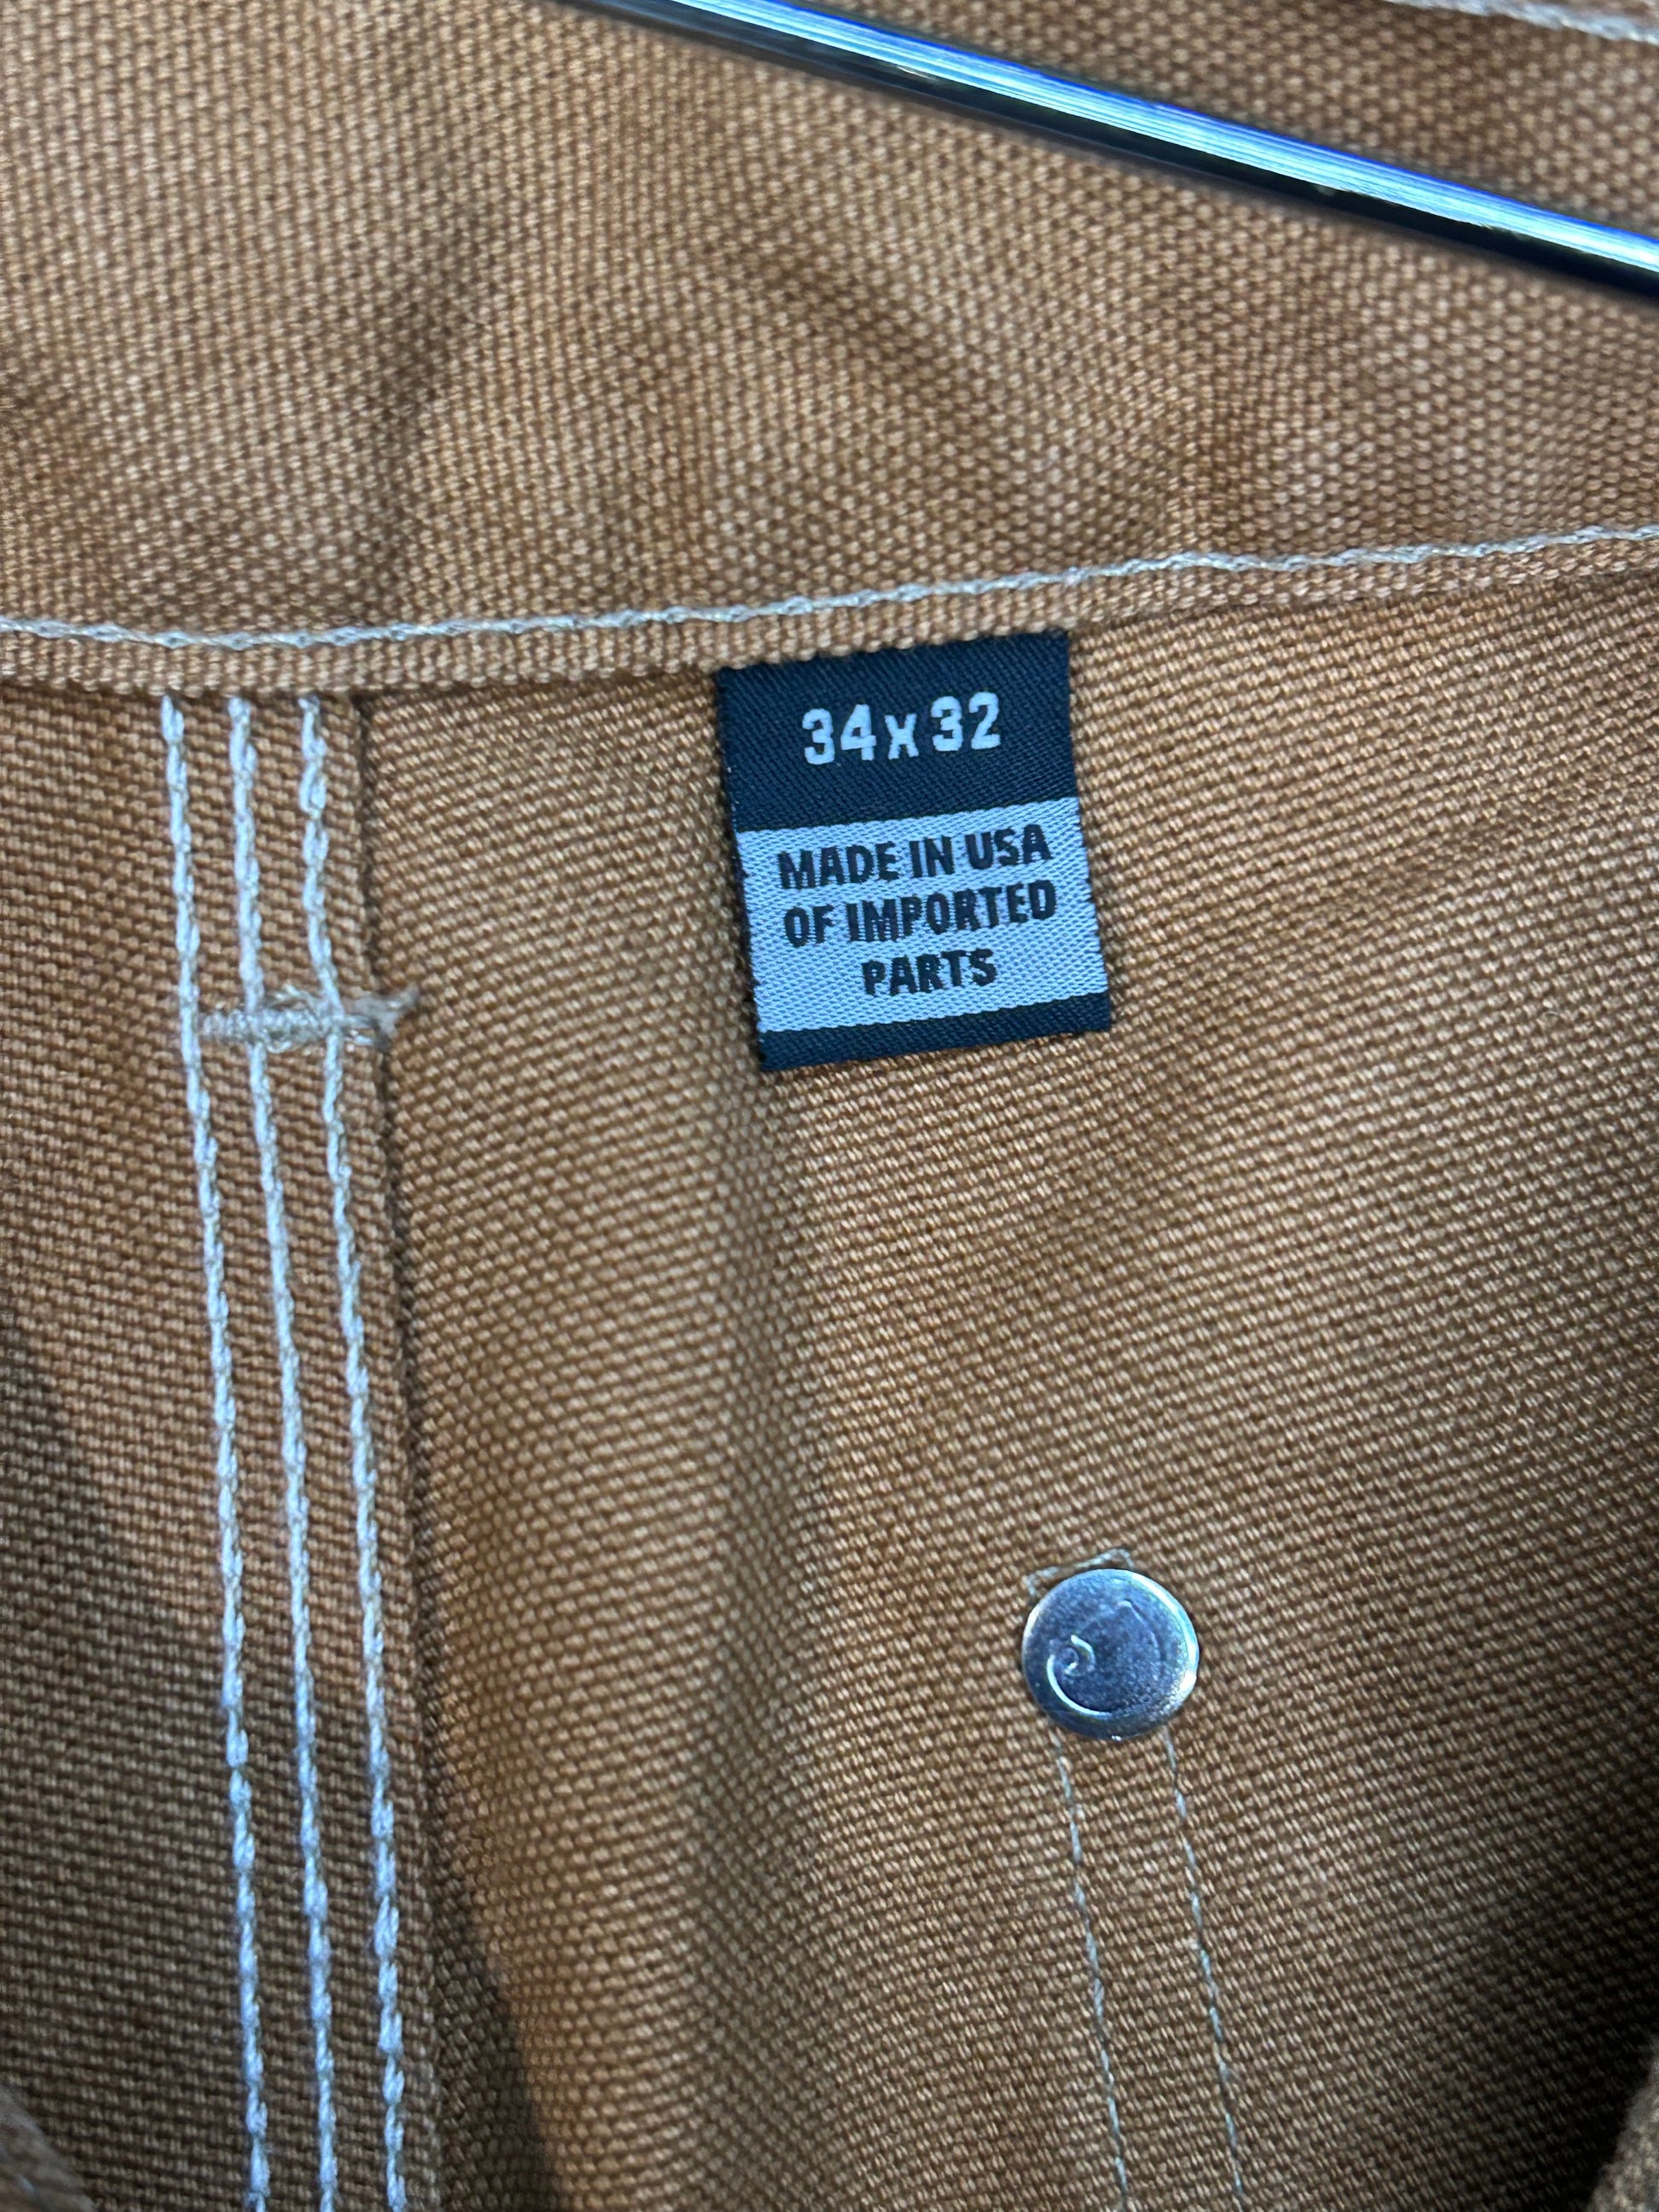 34x32
MADE IN USA
OF IMPORTED
PARTS